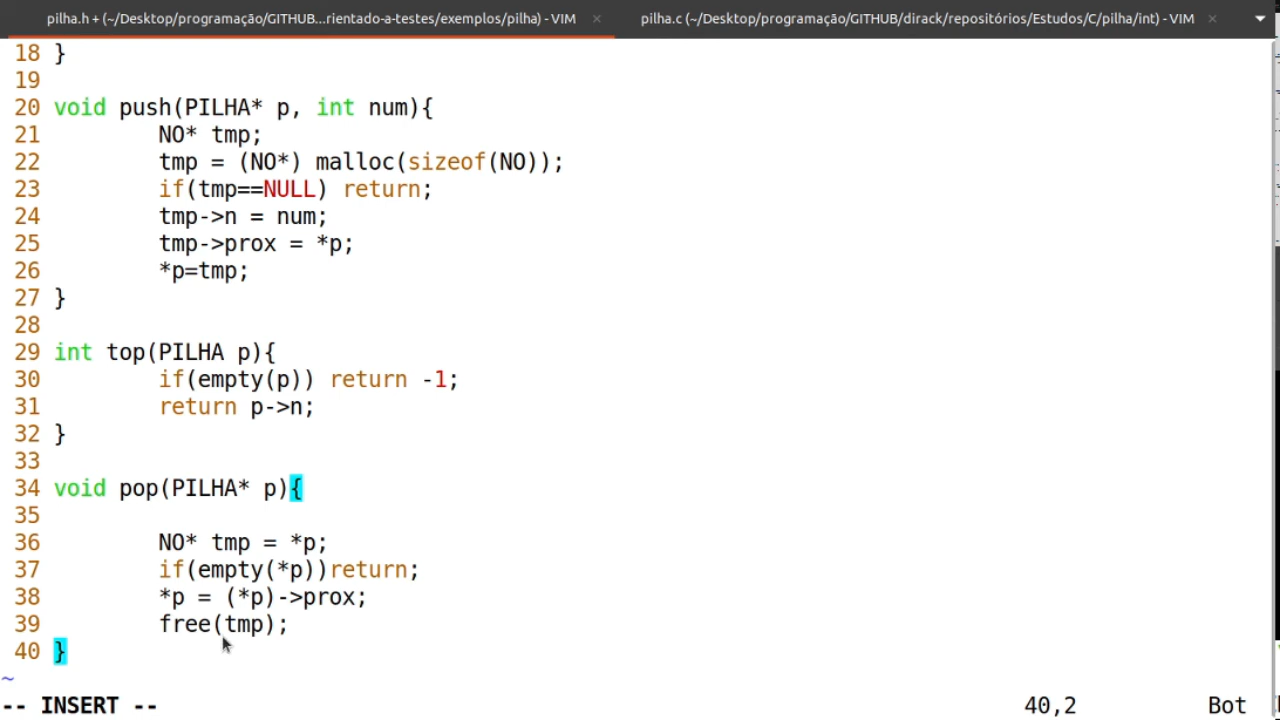 pilha.h + (~/Desktop/programação/GITHUB...rientado-a-testes/exemplos/pilha) - VIM × pilha.c (~/Desktop/programação/GITHUB/dirack/repositórios/Estudos/C/pilha/int) - VIM ×
18 }
19
20 void push(PILHA* p, int num){
21 NO* tmp;
22 tmp = (NO*) malloc(sizeof(NO));
23 if(tmp==NULL) return;
24 tmp->n = num;
25 tmp->prox = *p;
26 *p=tmp;
27 }
28
29 int top(PILHA p){
30 if(empty(p)) return -1;
31 return p->n;
32 }
33
34 void pop(PILHA* p){
35
36 NO* tmp = *p;
37 if(empty(*p))return;
38 *p = (*p)->prox;
39 free(tmp);
40 }
~
-- INSERT -- 40,2 Bot